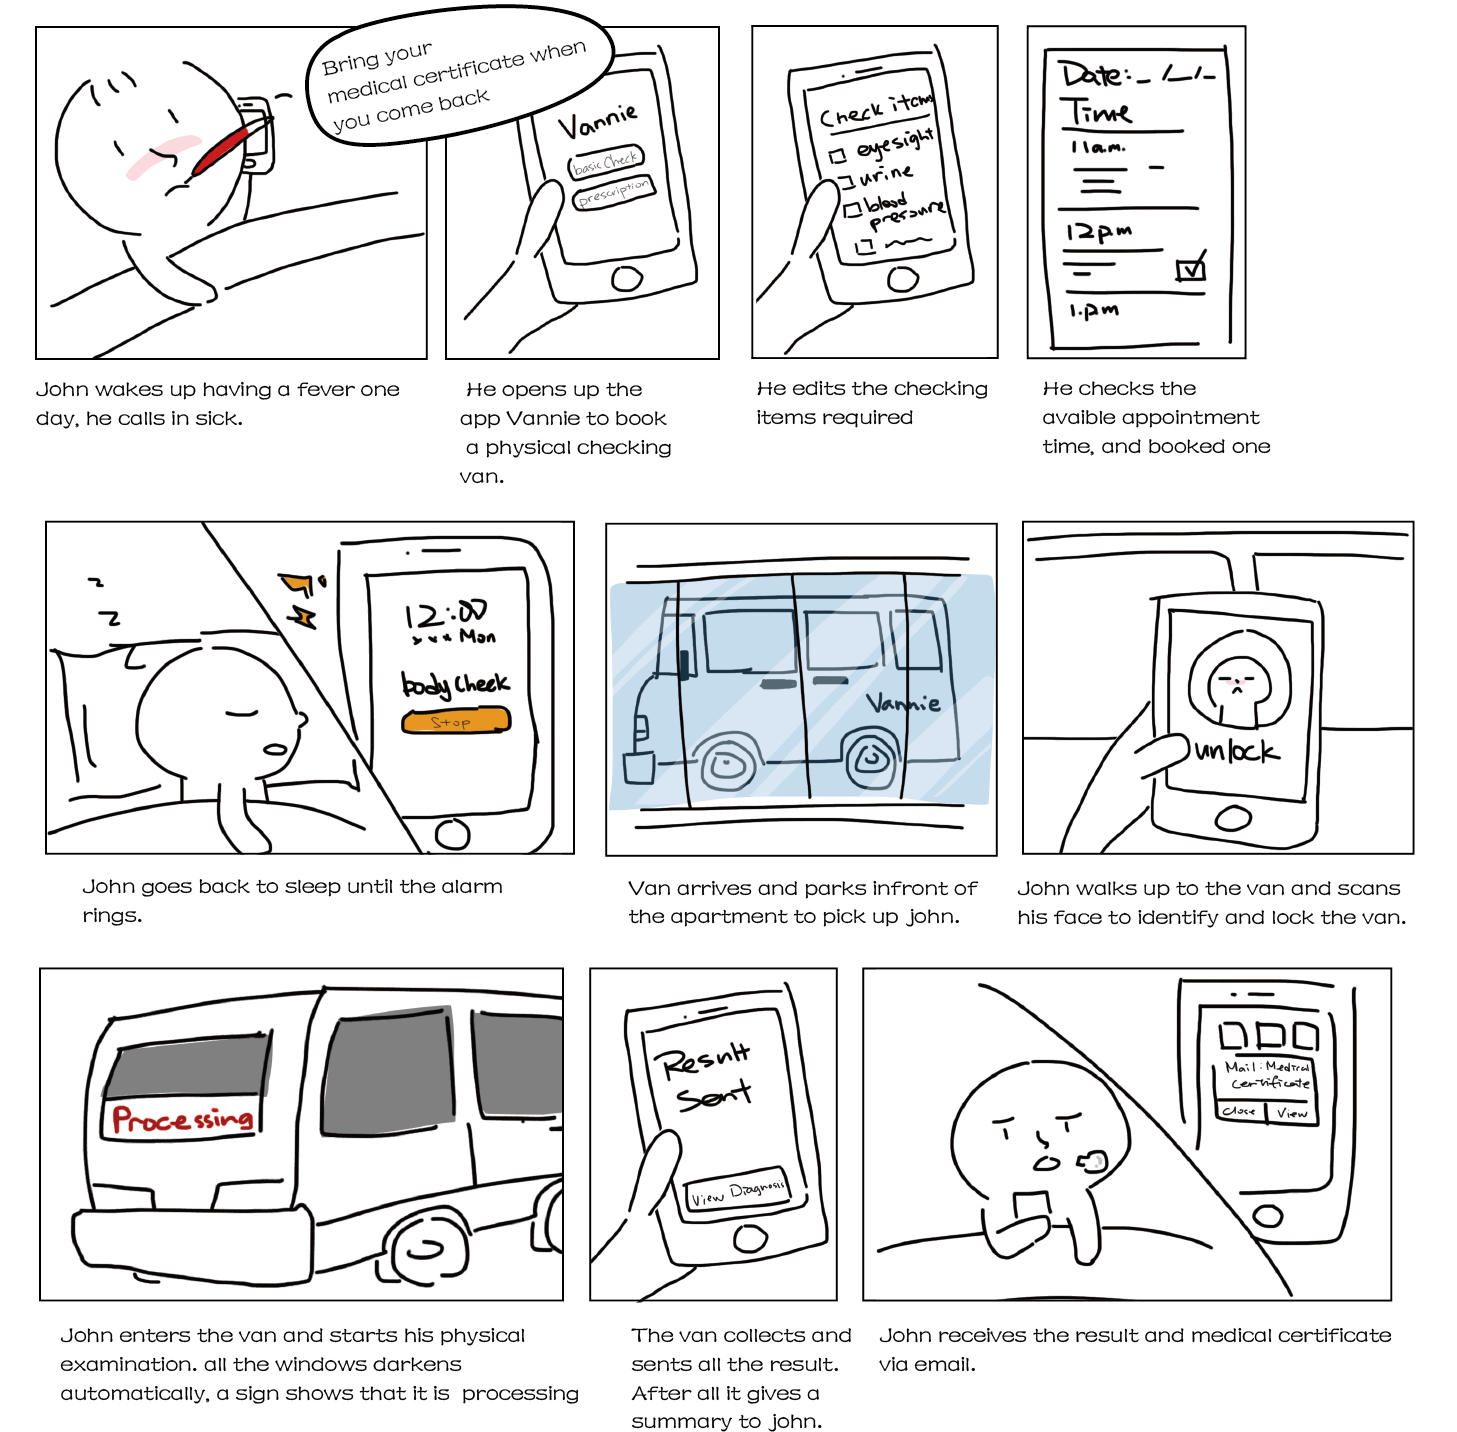 Bring your
medical certificate when
you come back
Vannie
basic Check
prescription
Check items
eyesight
urine
blood
pressure
Date:_ /_/_
Time
11a.m.
12pm
1.pm
John wakes up having a fever one
day, he calls in sick.
He opens up the
app Vannie to book
a physical checking
van.
He edits the checking
items required
He checks the
avaible appointment
time, and booked one
z
z
12:00
Mon
body Check
Stop
Vannie
unlock
John goes back to sleep until the alarm
rings.
Van arrives and parks infront of
the apartment to pick up john.
John walks up to the van and scans
his face to identify and lock the van.
Processing
Result
Sent
View Diagnosis
Mail: Medical
Certificate
Close View
John enters the van and starts his physical
examination. all the windows darkens
automatically, a sign shows that it is processing
The van collects and
sents all the result.
After all it gives a
summary to john.
John receives the result and medical certificate
via email.